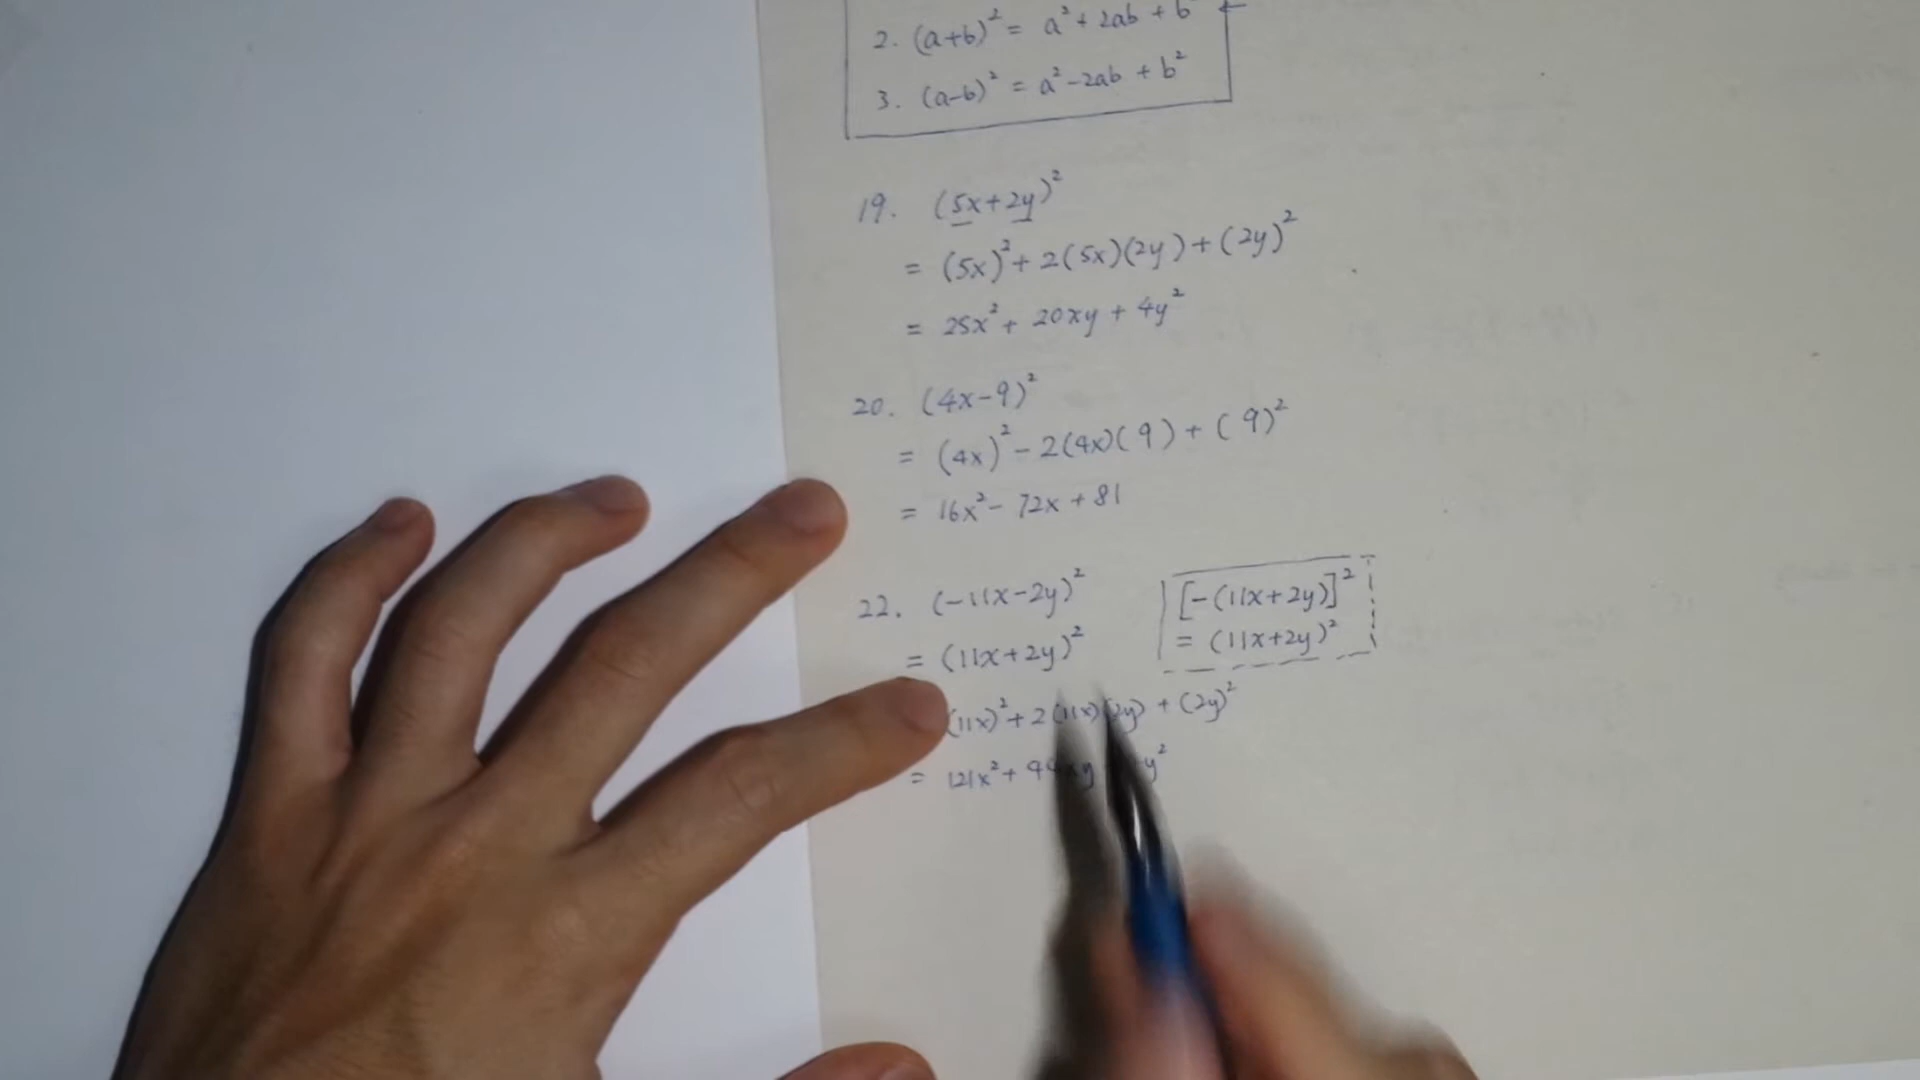 2. (a+b)² = a² + 2ab + b
3. (a-b)² = a² - 2ab + b²
19. (5x+2y)²
= (5x)² + 2(5x)(2y) + (2y)²
= 25x² + 20xy + 4y²
20. (4x-9)²
= (4x)² - 2(4x)(9) + (9)²
= 16x² - 72x + 81
22. (-11x-2y)²
= (11x+2y)²
[-(11x+2y)]²
= (11x+2y)²
(11x)² + 2(11x)(2y) + (2y)²
= 121x² + 44xy y²